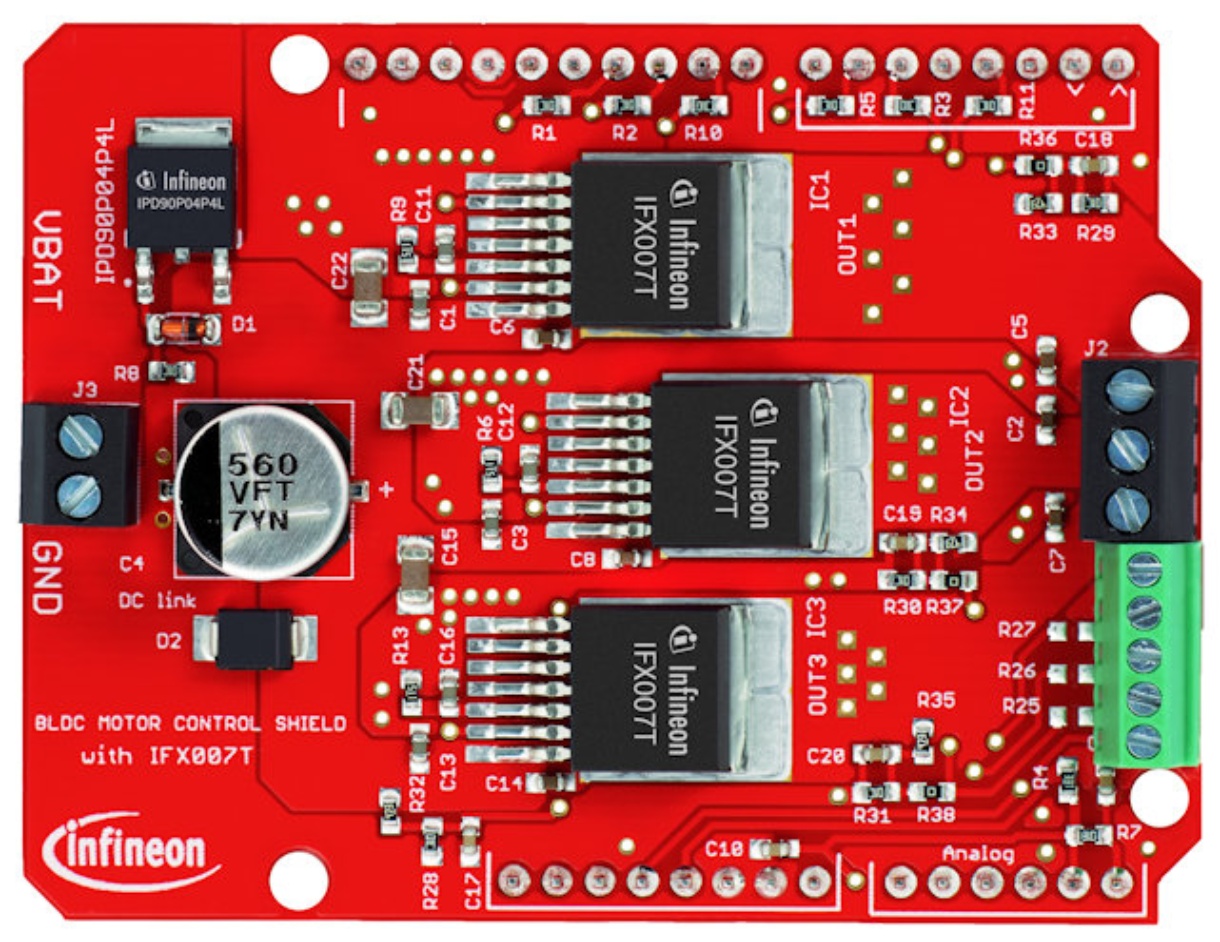 R1
R2
R10
R5
R3
R11
<
>
IPD90P04P4L
Infineon
IPD90P04P4L
VBAT
R36
C18
R33
R29
IC1
OUT1
Infineon
IFX007T
R9
C11
C22
C1
C6
D1
R8
J3
C21
C5
J2
C2
IC2
OUT2
Infineon
IFX007T
R6
C12
560
VFT
7YN
+
C3
C8
C15
C19
R34
C7
GND
C4
DC link
R30
R37
D2
IC3
OUT3
Infineon
IFX007T
R13
C16
R27
R26
R25
R35
BLDC MOTOR CONTROL SHIELD
with IFX007T
C13
C14
C20
R32
R31
R38
R4
R7
infineon
R28
C17
C10
Analog